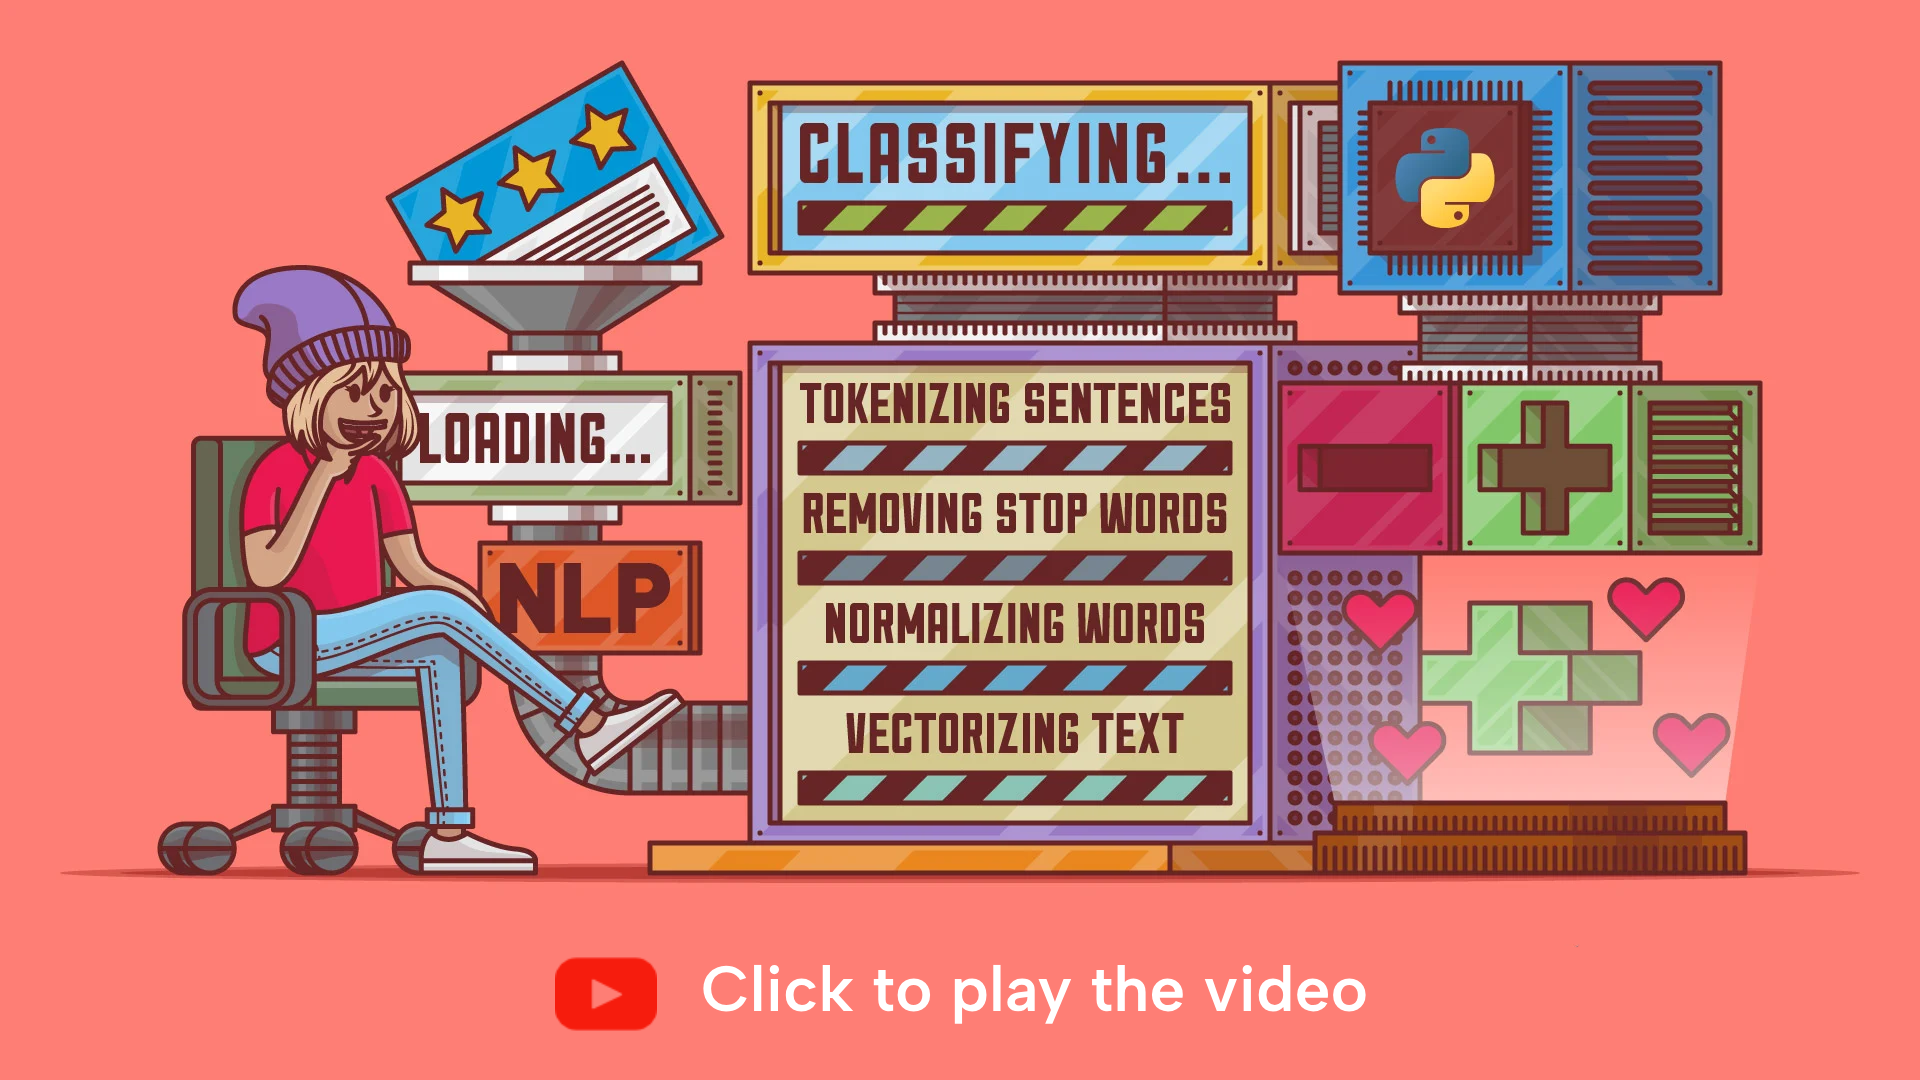 CLASSIFYING...
LOADING...
NLP
TOKENIZING SENTENCES
REMOVING STOP WORDS
NORMALIZING WORDS
VECTORIZING TEXT
Click to play the video